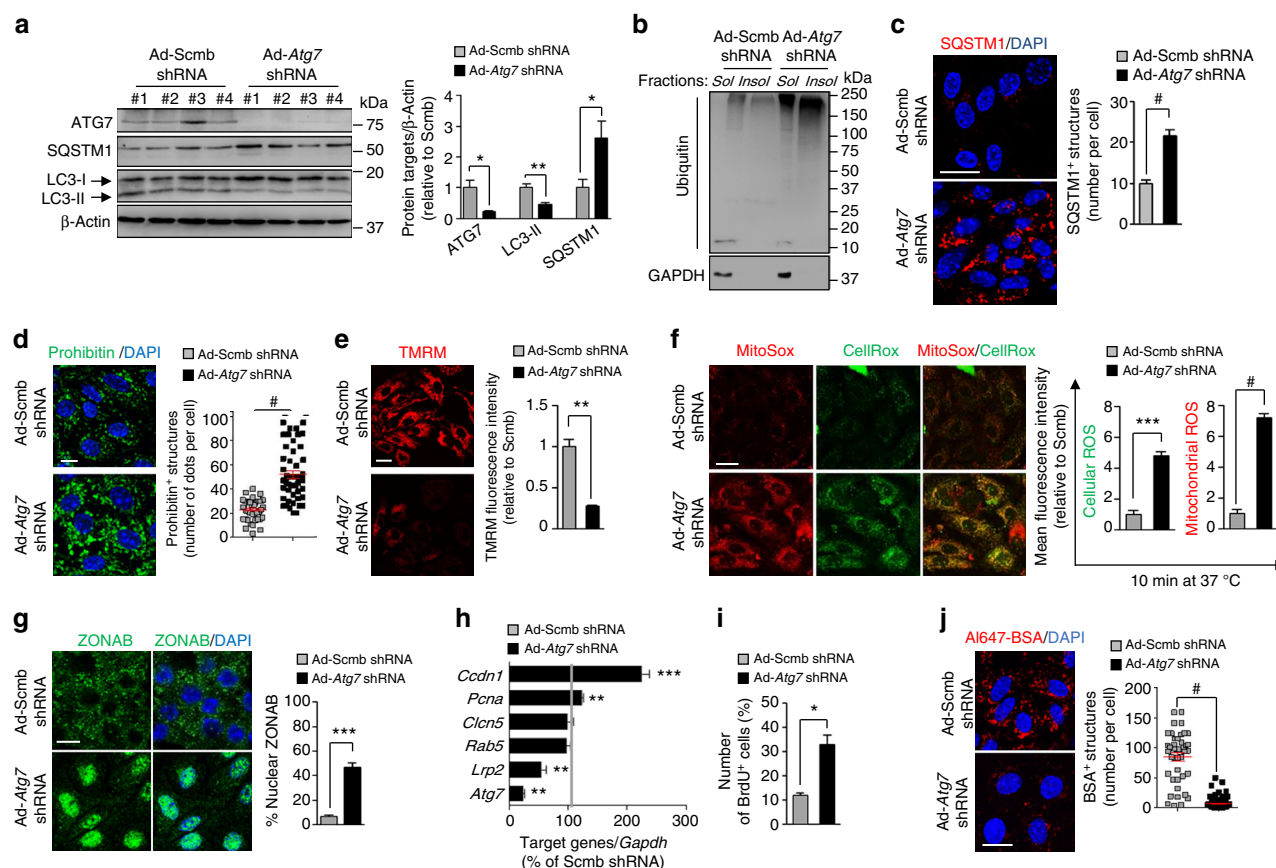 a
Ad-Scmb shRNA
Ad-Atg7 shRNA
#1 #2 #3 #4 #1 #2 #3 #4
kDa
ATG7
75
SQSTM1
50
20
LC3-I
LC3-II
β-Actin
37
Ad-Scmb shRNA
Ad-Atg7 shRNA
Protein targets/β-Actin
(relative to Scmb)
4
3
2
1
0
*
**
*
ATG7
LC3-II
SQSTM1
b
Ad-Scmb shRNA
Ad-Atg7 shRNA
Fractions: Sol Insol Sol Insol kDa
Ubiquitin
250
150
100
75
50
37
25
20
15
10
GAPDH
37
c
SQSTM1/DAPI
Ad-Scmb shRNA
Ad-Atg7 shRNA
Ad-Scmb shRNA
Ad-Atg7 shRNA
SQSTM1+ structures
(number per cell)
30
20
10
0
#
d
Prohibitin /DAPI
Ad-Scmb shRNA
Ad-Atg7 shRNA
Ad-Scmb shRNA
Ad-Atg7 shRNA
Prohibitin+ structures
(number of dots per cell)
100
80
60
40
20
0
#
e
TMRM
Ad-Scmb shRNA
Ad-Atg7 shRNA
Ad-Scmb shRNA
Ad-Atg7 shRNA
TMRM fluorescence intensity
(relative to Scmb)
1.5
1
0.5
0
**
f
MitoSox
CellRox
MitoSox/CellRox
Ad-Scmb shRNA
Ad-Atg7 shRNA
Ad-Scmb shRNA
Ad-Atg7 shRNA
Mean fluorescence intensity
(relative to Scmb)
Cellular ROS
8
6
4
2
0
***
Mitochondrial ROS
8
6
4
2
0
#
10 min at 37 °C
g
ZONAB
ZONAB/DAPI
Ad-Scmb shRNA
Ad-Atg7 shRNA
Ad-Scmb shRNA
Ad-Atg7 shRNA
% Nuclear ZONAB
80
60
40
20
0
***
h
Ad-Scmb shRNA
Ad-Atg7 shRNA
Ccdn1
***
Pcna
**
Clcn5
Rab5
Lrp2
**
Atg7
**
0 100 200 300
Target genes/Gapdh
(% of Scmb shRNA)
i
Ad-Scmb shRNA
Ad-Atg7 shRNA
Number
of BrdU+ cells (%)
50
40
30
20
10
0
*
j
Al647-BSA/DAPI
Ad-Scmb shRNA
Ad-Atg7 shRNA
Ad-Scmb shRNA
Ad-Atg7 shRNA
BSA+ structures
(number per cell)
200
150
100
50
0
#